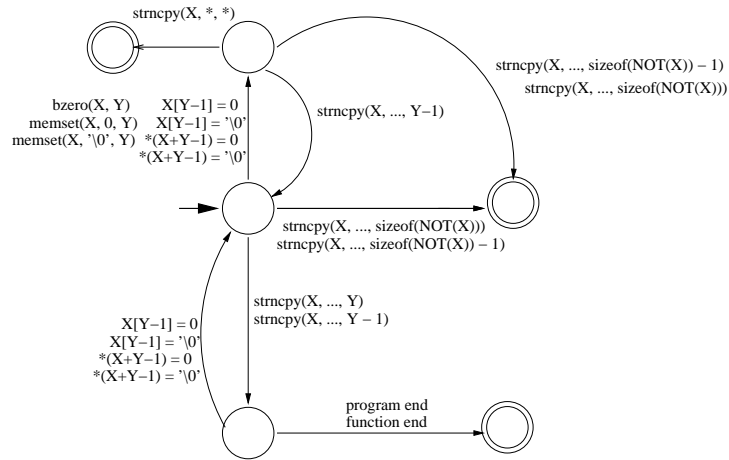 strncpy(X, *, *)
strncpy(X, ..., sizeof(NOT(X)) − 1)
strncpy(X, ..., sizeof(NOT(X)))
bzero(X, Y)
memset(X, 0, Y)
memset(X, '\0', Y)
X[Y−1] = 0
X[Y−1] = '\0'
*(X+Y−1) = 0
*(X+Y−1) = '\0'
strncpy(X, ..., Y−1)
strncpy(X, ..., sizeof(NOT(X)))
strncpy(X, ..., sizeof(NOT(X)) − 1)
strncpy(X, ..., Y)
strncpy(X, ..., Y − 1)
X[Y−1] = 0
X[Y−1] = '\0'
*(X+Y−1) = 0
*(X+Y−1) = '\0'
program end
function end